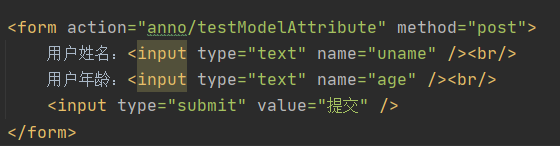 <form action="anno/testModelAttribute" method="post">
用户姓名：<input type="text" name="uname" /><br/>
用户年龄：<input type="text" name="age" /><br/>
<input type="submit" value="提交" />
</form>